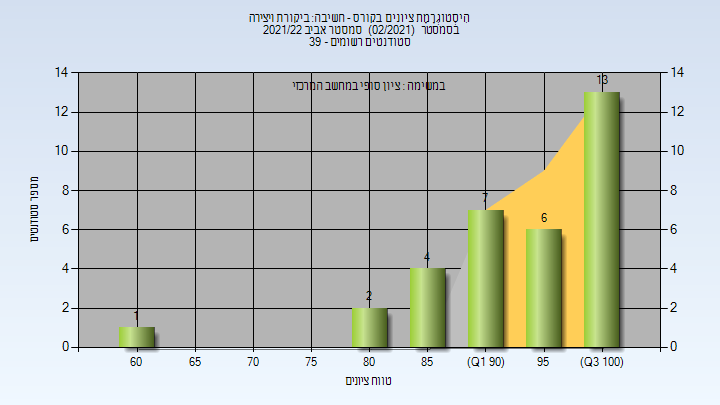 היסטוגרמת ציונים בקורס - חשיבה: ביקורת ויצירה
בסמסטר (02/2021) סמסטר אביב 2021/22
סטודנטים רשומים - 39
במשימה : ציון סופי במחשב המרכזי
מספר סטודנטים
14 14
12 12
10 10
8 8
6 6
4 4
2 2
0 0
1 2 4 7 6 13
60 65 70 75 80 85 (Q1 90) 95 (Q3 100)
טווח ציונים